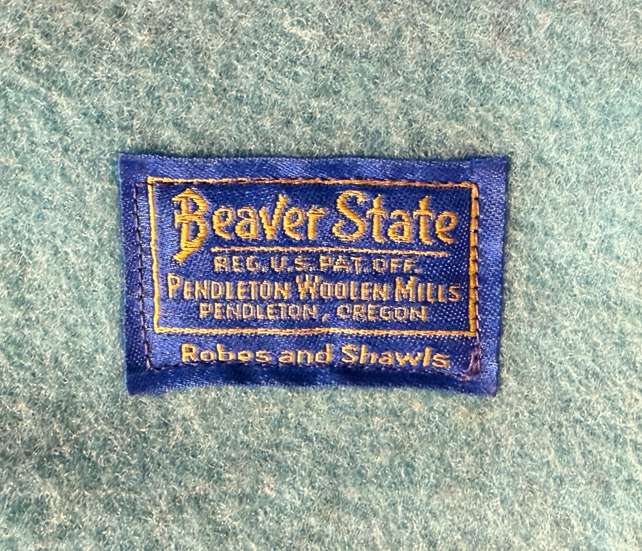 Beaver State
REG. U.S. PAT. OFF.
PENDLETON WOOLEN MILLS
PENDLETON, OREGON
Robes and Shawls